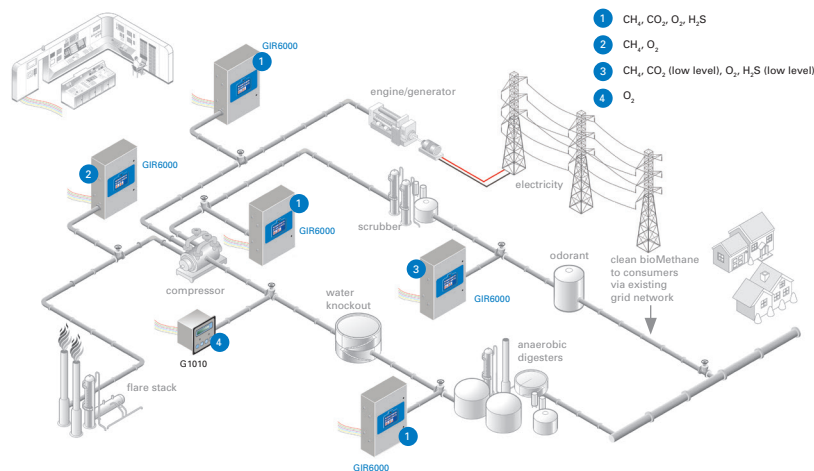 1 CH₄, CO₂, O₂, H₂S
2 CH₄, O₂
3 CH₄, CO₂ (low level), O₂, H₂S (low level)
4 O₂
GIR6000
1
engine/generator
electricity
2
GIR6000
1
GIR6000
scrubber
compressor
3
GIR6000
odorant
clean bioMethane
to consumers
via existing
grid network
water
knockout
4
G1010
flare stack
anaerobic
digesters
1
GIR6000